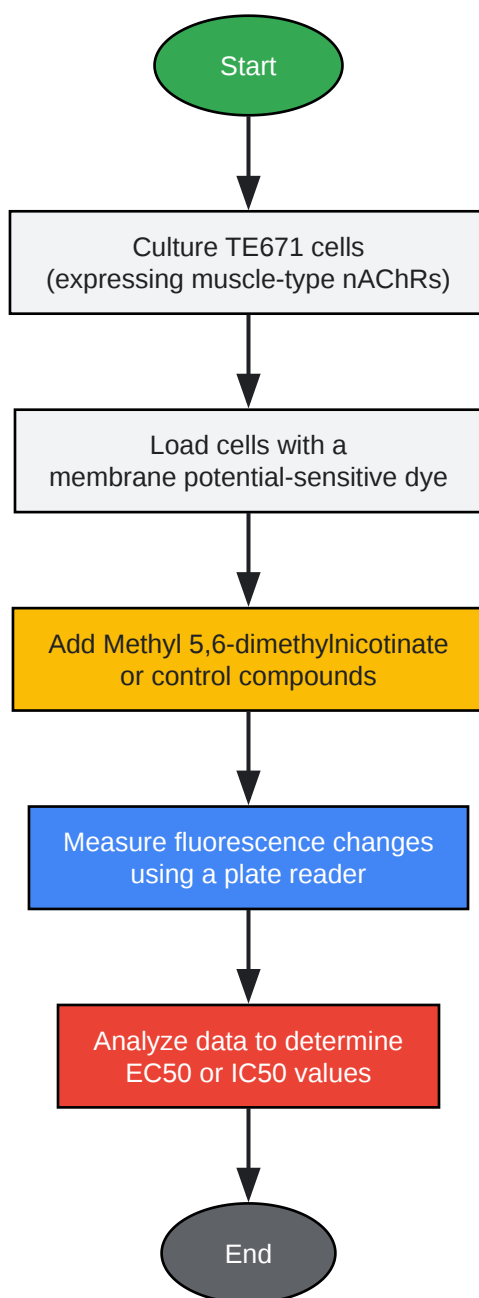 Start
Culture TE671 cells
(expressing muscle-type nAChRs)
Load cells with a
membrane potential-sensitive dye
Add Methyl 5,6-dimethylnicotinate
or control compounds
Measure fluorescence changes
using a plate reader
Analyze data to determine
EC50 or IC50 values
End